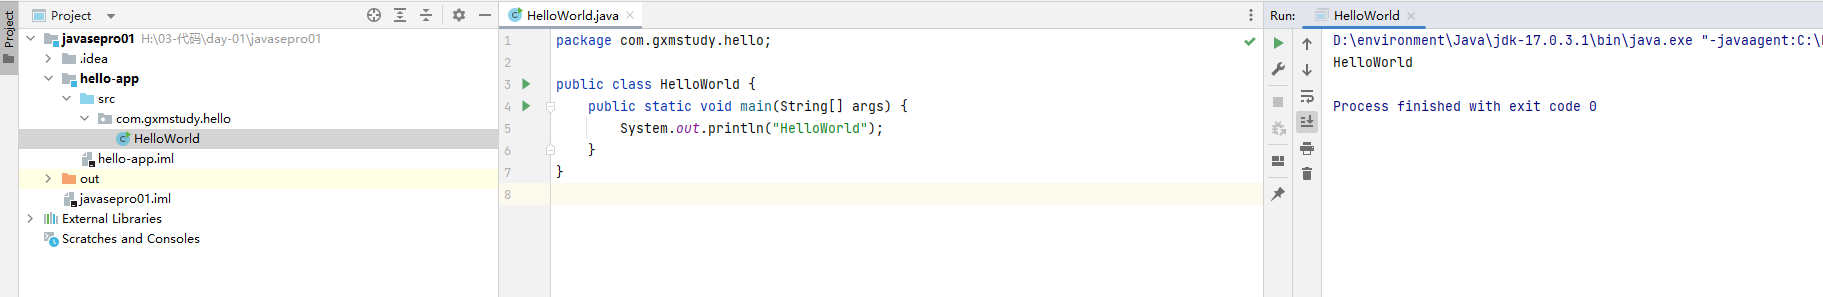 Project
Project
javasepro01 H:\03-代码\day-01\javasepro01
.idea
hello-app
src
com.gxmstudy.hello
HelloWorld
hello-app.iml
out
javasepro01.iml
External Libraries
Scratches and Consoles
HelloWorld.java
1 package com.gxmstudy.hello;
2
3 public class HelloWorld {
4 public static void main(String[] args) {
5 System.out.println("HelloWorld");
6 }
7 }
8
Run: HelloWorld
D:\environment\Java\jdk-17.0.3.1\bin\java.exe "-javaagent:C:\
HelloWorld
Process finished with exit code 0